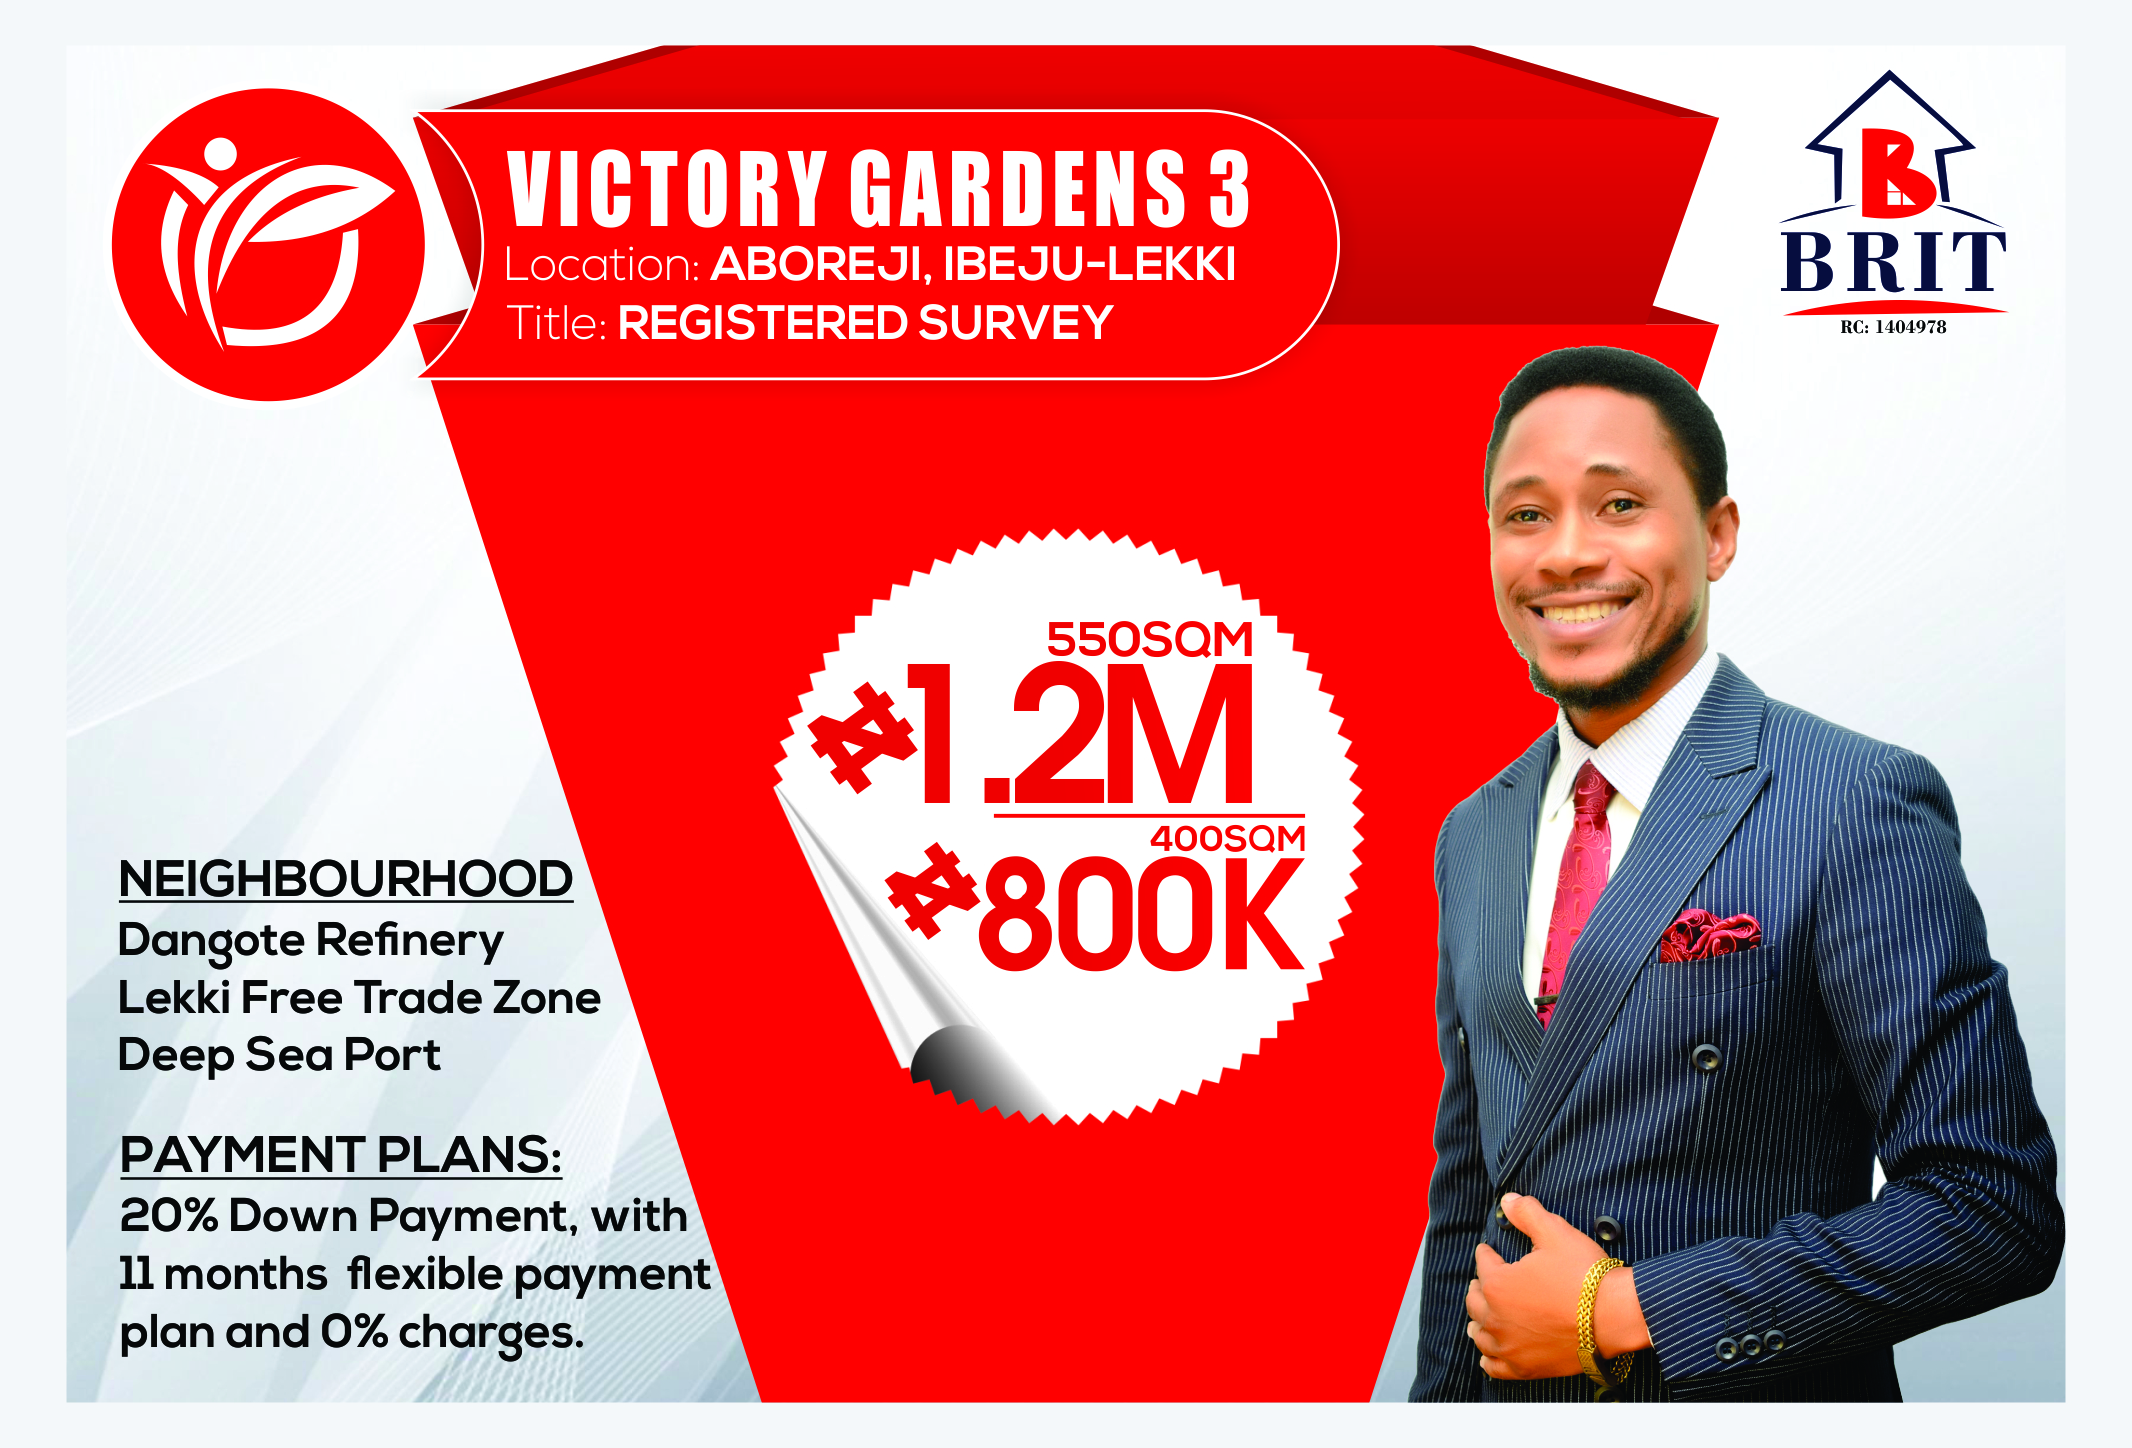 VICTORY GARDENS 3
Location: ABOREJI, IBEJU-LEKKI
Title: REGISTERED SURVEY
B
BRIT
RC: 1404978
550SQM
₦1.2M
400SQM
₦800K
NEIGHBOURHOOD
Dangote Refinery
Lekki Free Trade Zone
Deep Sea Port
PAYMENT PLANS:
20% Down Payment, with
11 months flexible payment
plan and 0% charges.